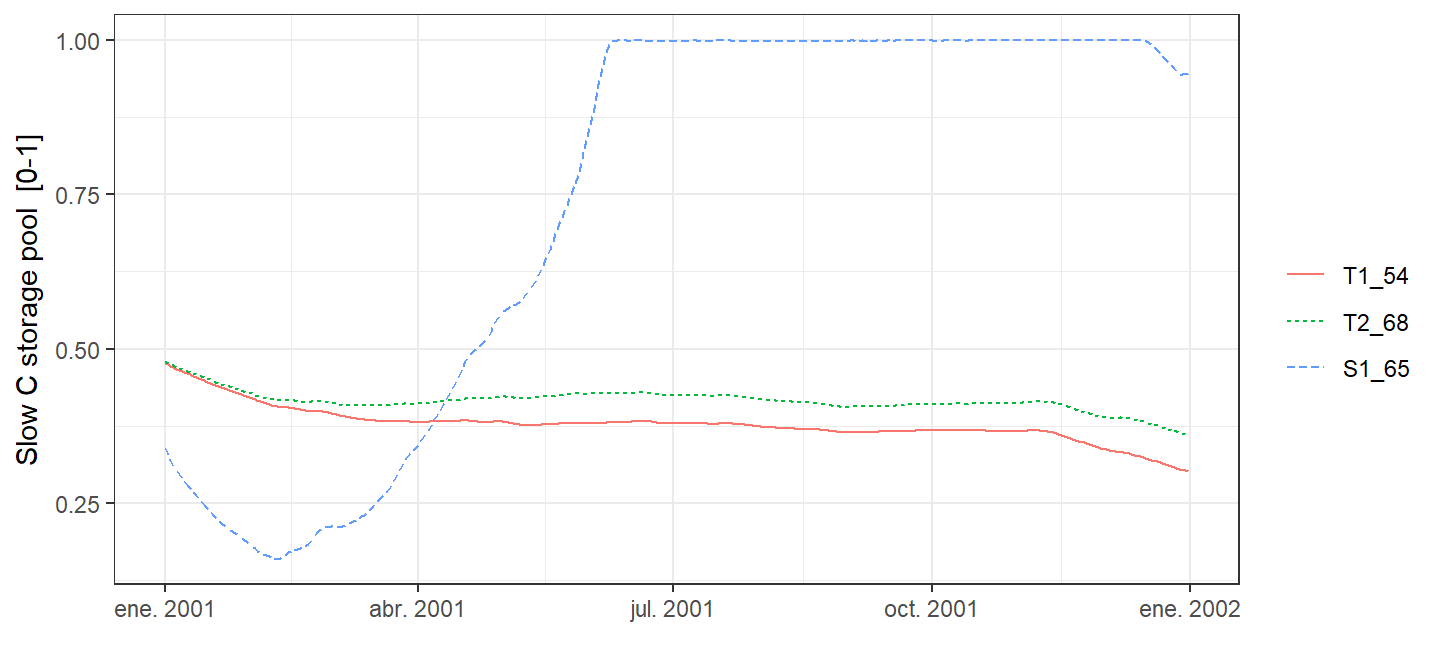 Slow C storage pool [0-1]
1.00
0.75
0.50
0.25
ene. 2001
abr. 2001
jul. 2001
oct. 2001
ene. 2002
T1_54
T2_68
S1_65